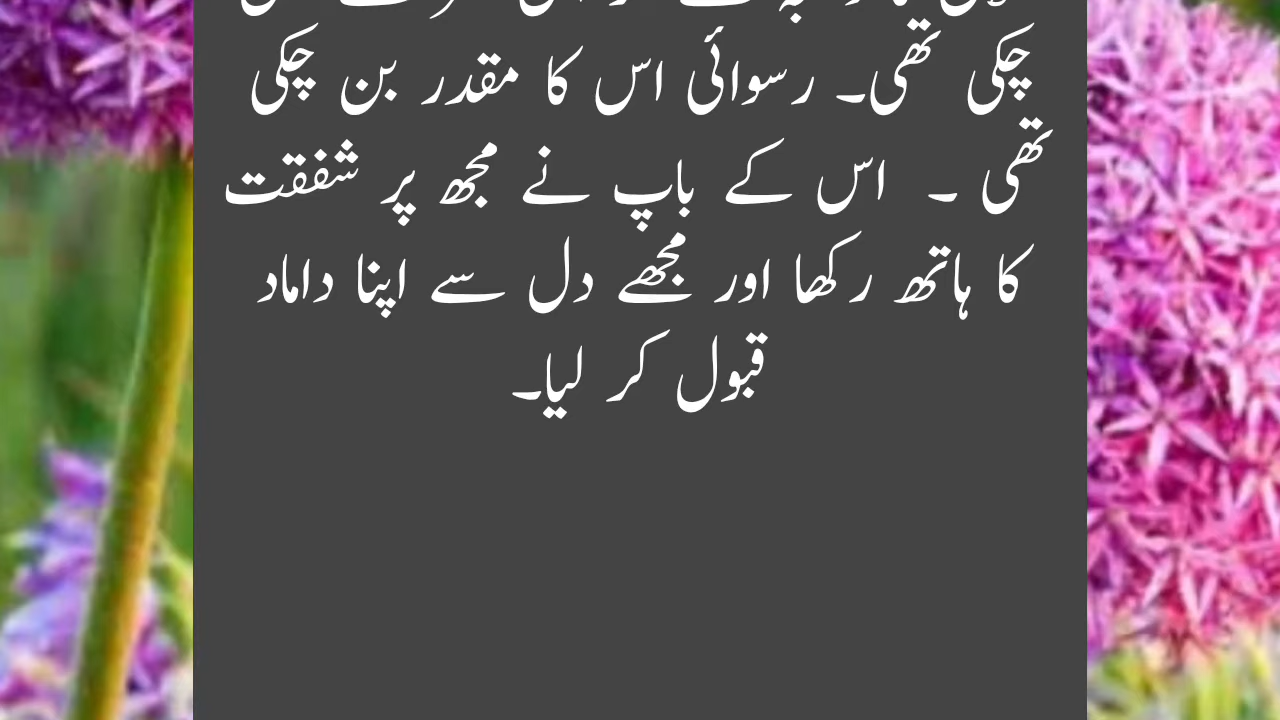 چکی تھی۔ رسوائی اس کا مقدر بن چکی
تھی ۔ اس کے باپ نے مجھ پر شفقت
کا ہاتھ رکھا اور مجھے دل سے اپنا داماد
قبول کر لیا۔